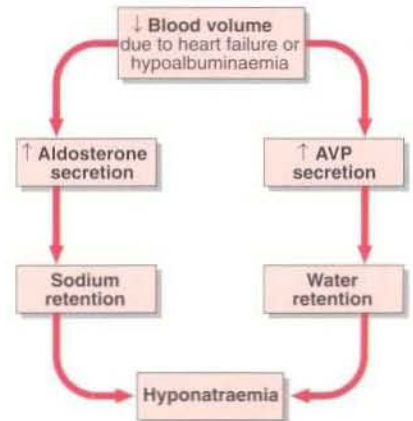 ↓ Blood volume
due to heart failure or
hypoalbuminaemia
↑ Aldosterone
secretion
↑ AVP
secretion
Sodium
retention
Water
retention
Hyponatraemia